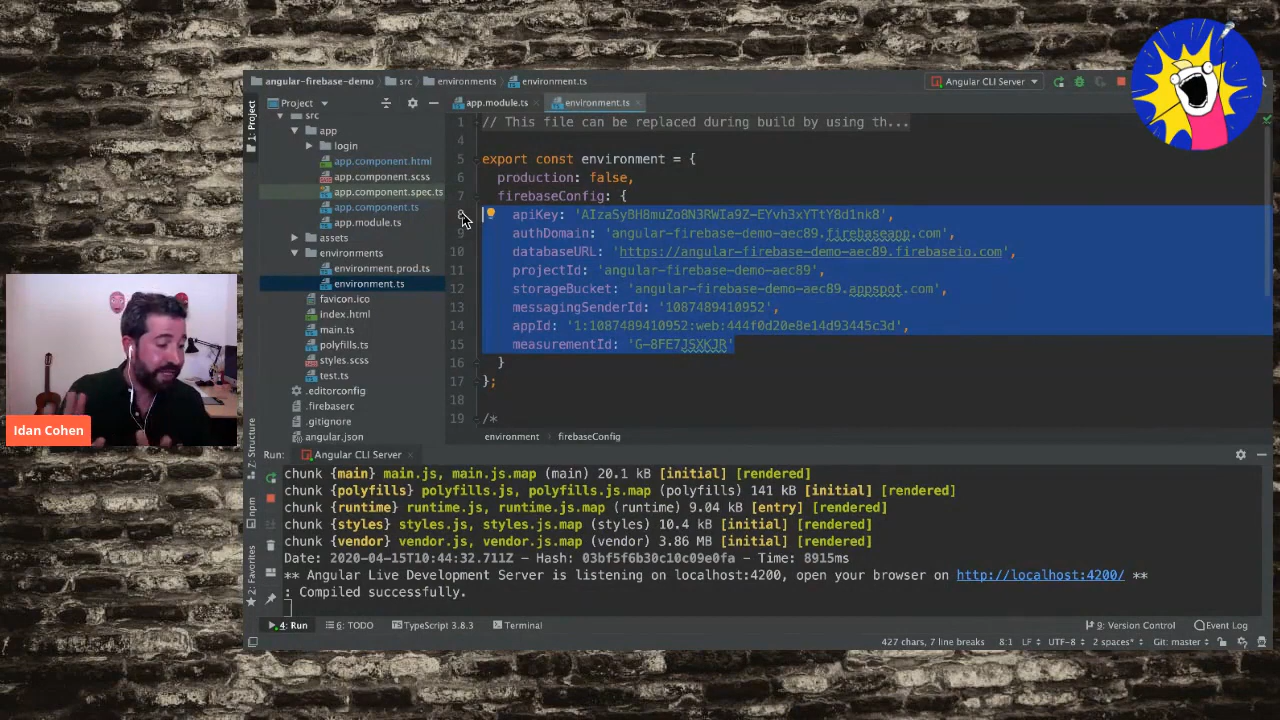 angular-firebase-demo src environments environment.ts Angular CLI Server
1: Project
Project app.module.ts environment.ts
src
app
login
app.component.html
app.component.scss
app.component.spec.ts
app.component.ts
app.module.ts
assets
environments
environment.prod.ts
environment.ts
favicon.ico
index.html
main.ts
polyfills.ts
styles.scss
test.ts
.editorconfig
.firebaserc
.gitignore
angular.json
1 // This file can be replaced during build by using th...
4
5 export const environment = {
6 production: false,
7 firebaseConfig: {
8 apiKey: 'AIzaSyBH8muZo8N3RWIa9Z-EYvh3xYTtY8d1nk8',
9 authDomain: 'angular-firebase-demo-aec89.firebaseapp.com',
10 databaseURL: 'https://angular-firebase-demo-aec89.firebaseio.com',
11 projectId: 'angular-firebase-demo-aec89',
12 storageBucket: 'angular-firebase-demo-aec89.appspot.com',
13 messagingSenderId: '1087489410952',
14 appId: '1:1087489410952:web:444f0d20e8e14d93445c3d',
15 measurementId: 'G-8FE7JSXKJR'
16 }
17 };
18
19 /*
environment firebaseConfig
Idan Cohen
Z: Structure
npm
2: Favorites
Run: Angular CLI Server
chunk {main} main.js, main.js.map (main) 20.1 kB [initial] [rendered]
chunk {polyfills} polyfills.js, polyfills.js.map (polyfills) 141 kB [initial] [rendered]
chunk {runtime} runtime.js, runtime.js.map (runtime) 9.04 kB [entry] [rendered]
chunk {styles} styles.js, styles.js.map (styles) 10.4 kB [initial] [rendered]
chunk {vendor} vendor.js, vendor.js.map (vendor) 3.86 MB [initial] [rendered]
Date: 2020-04-15T10:44:32.711Z – Hash: 03bf5f6b30c10c09e0fa – Time: 8915ms
** Angular Live Development Server is listening on localhost:4200, open your browser on http://localhost:4200/ **
: Compiled successfully.
4: Run 6: TODO TypeScript 3.8.3 Terminal 9: Version Control Event Log
427 chars, 7 line breaks 8:1 LF UTF-8 2 spaces* Git: master